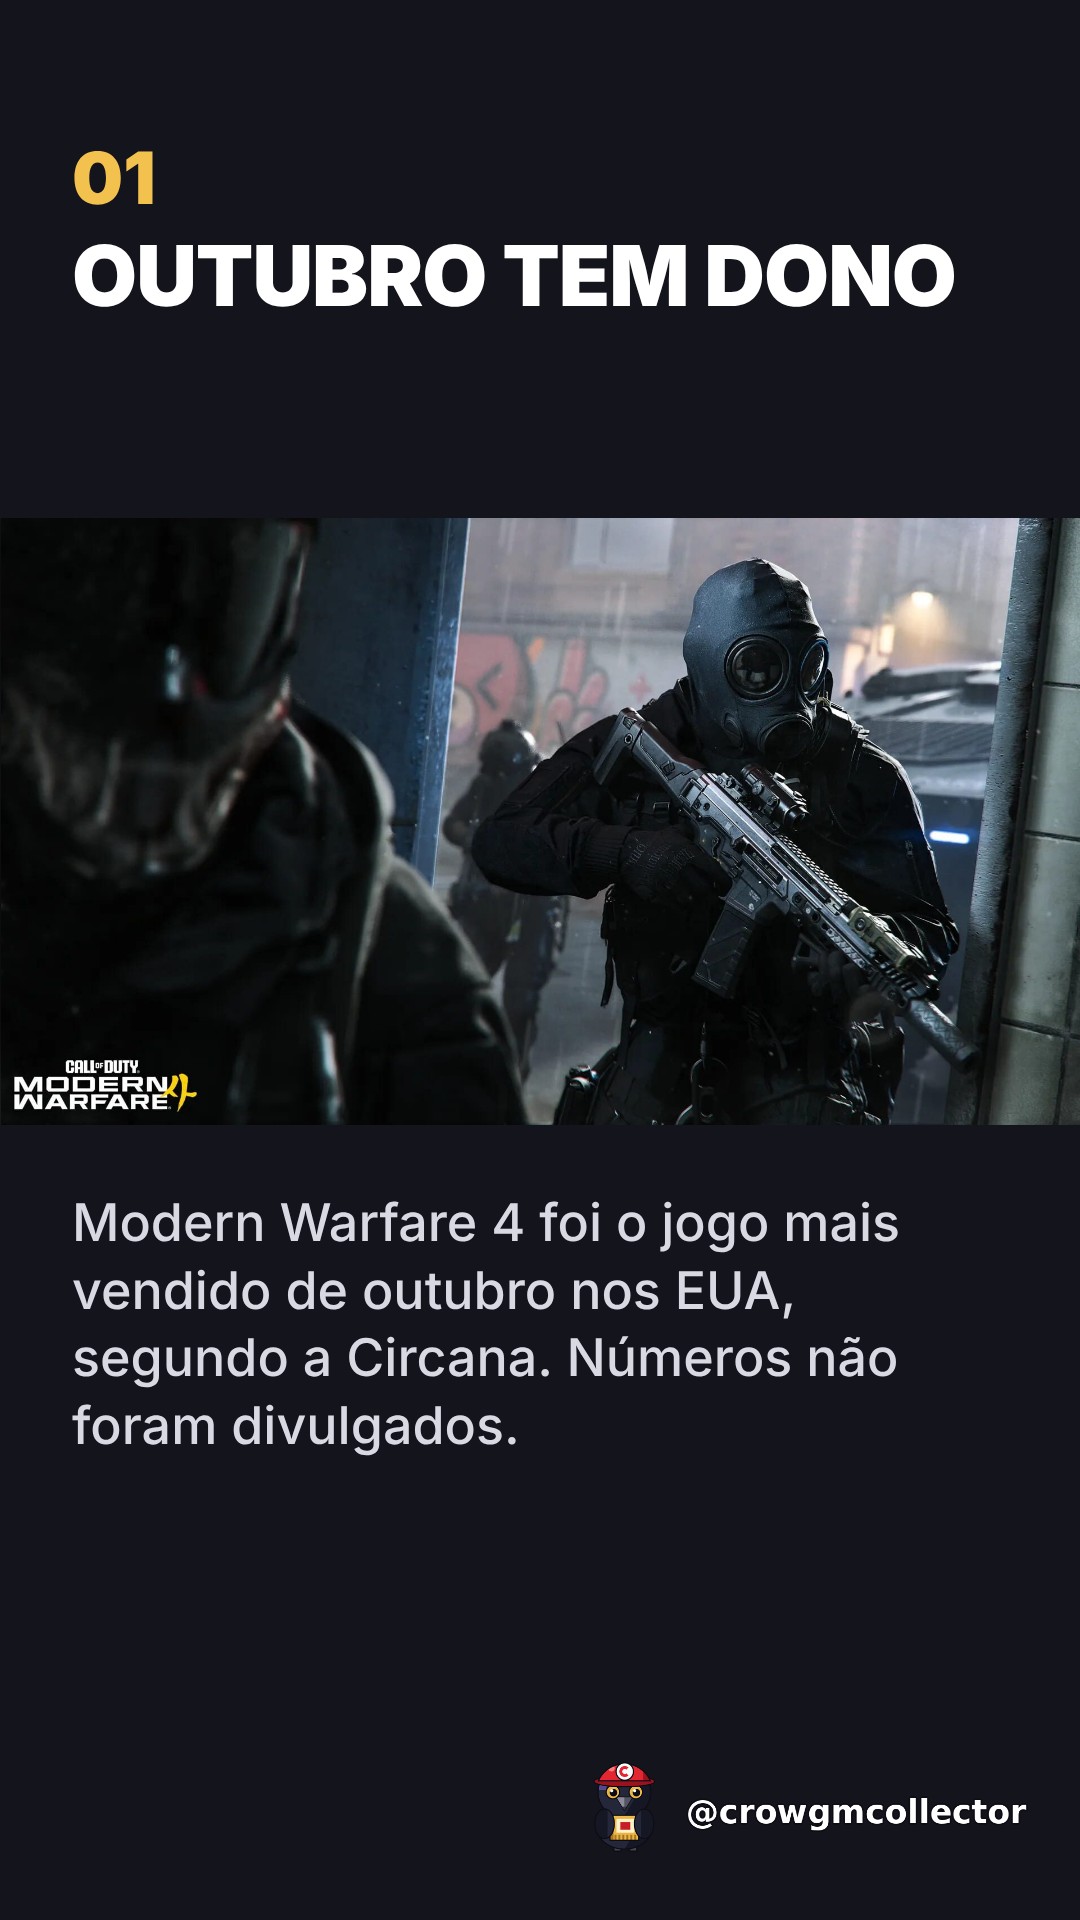 01
OUTUBRO TEM DONO
CALL OF DUTY
MODERN
WARFARE
Modern Warfare 4 foi o jogo mais
vendido de outubro nos EUA,
segundo a Circana. Números não
foram divulgados.
C
@crowgmcollector